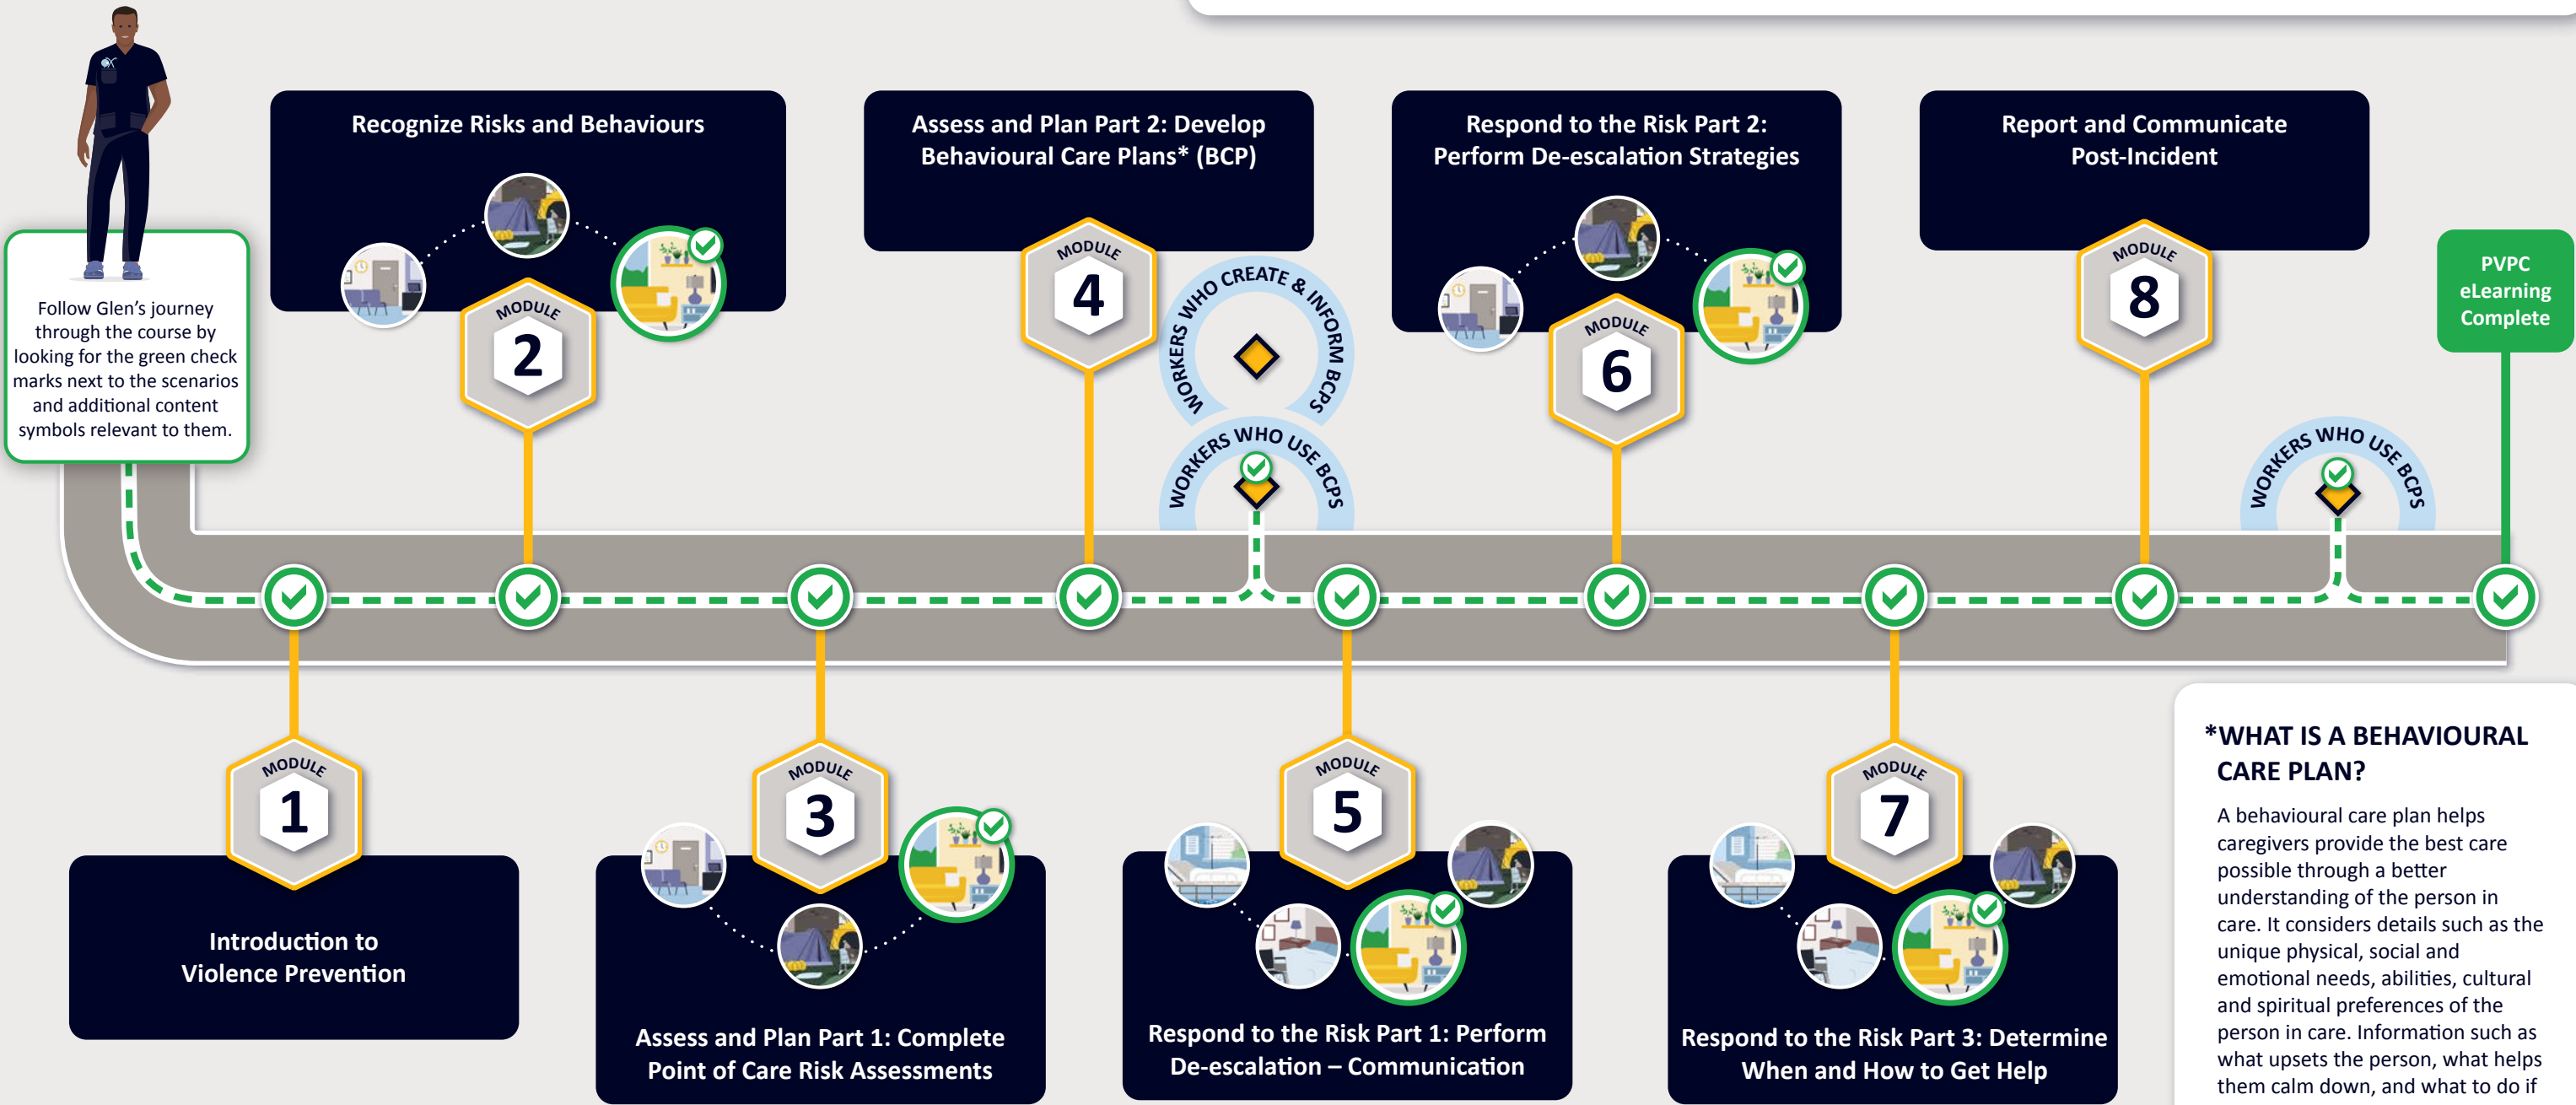 Follow Glen's journey
through the course by
looking for the green check
marks next to the scenarios
and additional content
symbols relevant to them.
MODULE
1
Introduction to
Violence Prevention
Recognize Risks and Behaviours
MODULE
2
MODULE
3
Assess and Plan Part 1: Complete
Point of Care Risk Assessments
Assess and Plan Part 2: Develop
Behavioural Care Plans* (BCP)
MODULE
4
WORKERS WHO CREATE & INFORM BCPS
WORKERS WHO USE BCPS
MODULE
5
Respond to the Risk Part 1: Perform
De-escalation – Communication
Respond to the Risk Part 2:
Perform De-escalation Strategies
MODULE
6
MODULE
7
Respond to the Risk Part 3: Determine
When and How to Get Help
Report and Communicate
Post-Incident
MODULE
8
WORKERS WHO USE BCPS
PVPC
eLearning
Complete
*WHAT IS A BEHAVIOURAL
CARE PLAN?
A behavioural care plan helps
caregivers provide the best care
possible through a better
understanding of the person in
care. It considers details such as the
unique physical, social and
emotional needs, abilities, cultural
and spiritual preferences of the
person in care. Information such as
what upsets the person, what helps
them calm down, and what to do if